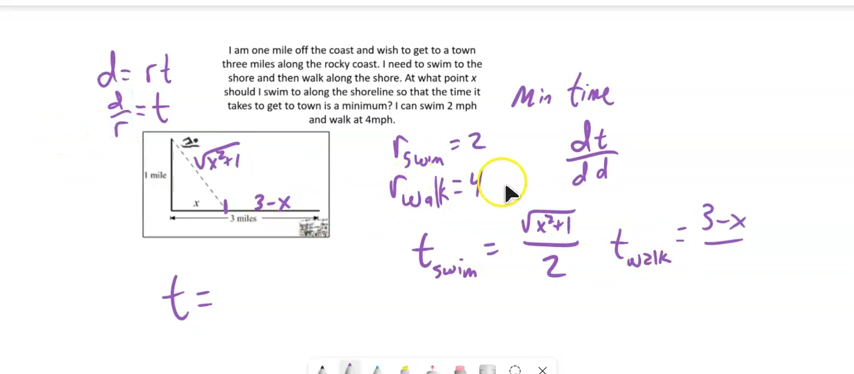 I am one mile off the coast and wish to get to a town
three miles along the rocky coast. I need to swim to the
shore and then walk along the shore. At what point x
should I swim to along the shoreline so that the time it
takes to get to town is a minimum? I can swim 2 mph
and walk at 4mph.
d = rt
d/r = t
Min time
dt/dd
r swim = 2
r walk = 4
1 mile
√x²+1
x
3-x
3 miles
t swim = √x²+1 / 2
t walk = 3-x
t =